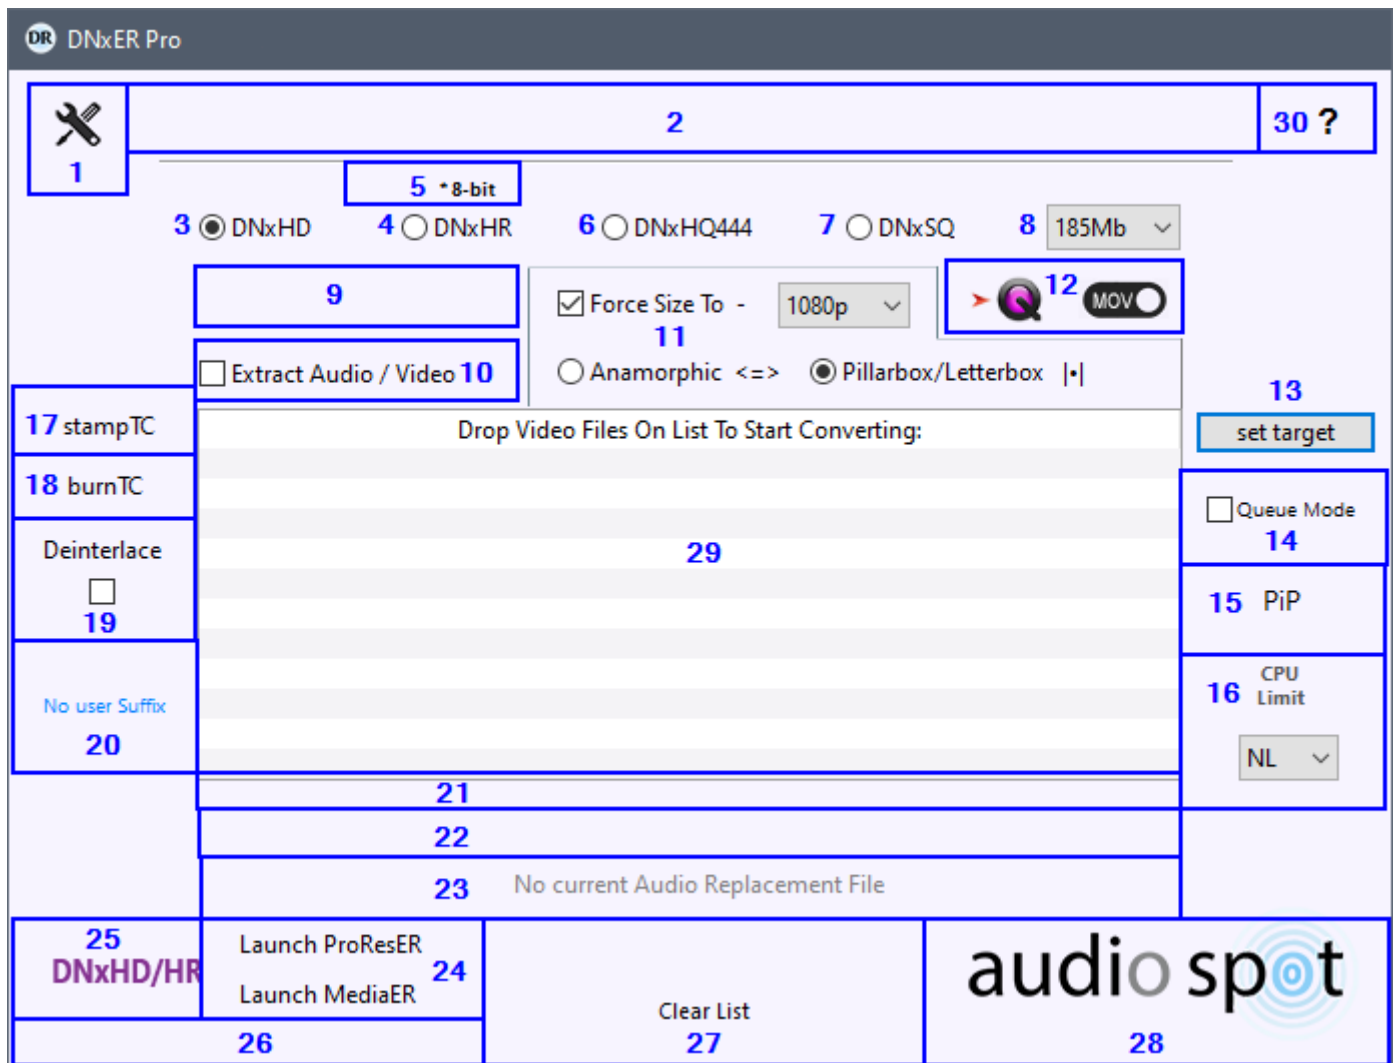 DR DNxER Pro
2
30 ?
1
5 *8-bit
3 DNxHD 4 DNxHR 6 DNxHQ444 7 DNxSQ 8 185Mb
9
Force Size To - 1080p
11
Q 12 MOV
Extract Audio / Video 10
Anamorphic <=> Pillarbox/Letterbox |•|
13
17 stampTC
Drop Video Files On List To Start Converting:
set target
18 burnTC
Queue Mode
14
Deinterlace
29
19
15 PiP
CPU
16 Limit
No user Suffix
20
NL
21
22
23 No current Audio Replacement File
25
DNxHD/HR
Launch ProResER
24
Launch MediaER
audio spot
Clear List
26
27
28